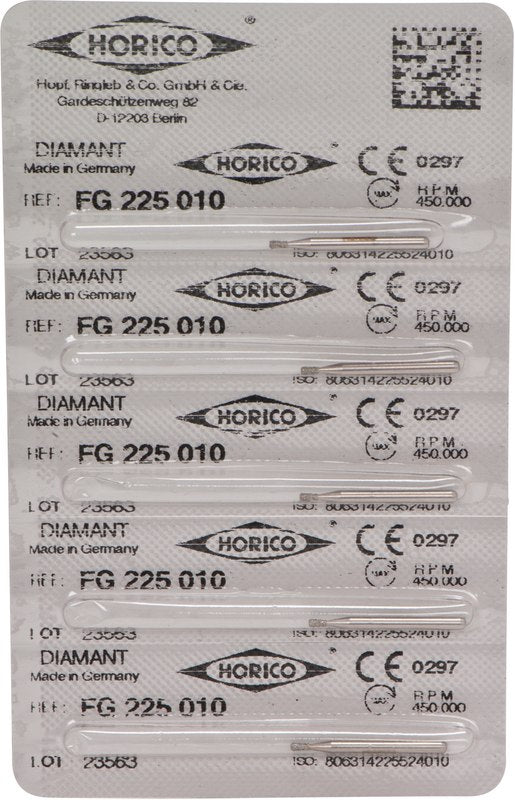 HORICO ®
Hopf, Ringleb & Co. GmbH & Cie.
Gardeschützenweg 82
D-12203 Berlin
DIAMANT HORICO ® CE 0297
Made in Germany
REF: FG 225 010 MAX. R P M 450.000
LOT 23563 ISO: 806314225524010
DIAMANT HORICO ® CE 0297
Made in Germany
REF: FG 225 010 MAX. R P M 450.000
LOT 23563 ISO: 806314225524010
DIAMANT HORICO ® CE 0297
Made in Germany
REF: FG 225 010 MAX. R P M 450.000
LOT 23563 ISO: 806314225524010
DIAMANT HORICO ® CE 0297
Made in Germany
REF: FG 225 010 MAX. R P M 450.000
LOT 23563 ISO: 806314225524010
DIAMANT HORICO ® CE 0297
Made in Germany
REF: FG 225 010 MAX. R P M 450.000
LOT 23563 ISO: 806314225524010